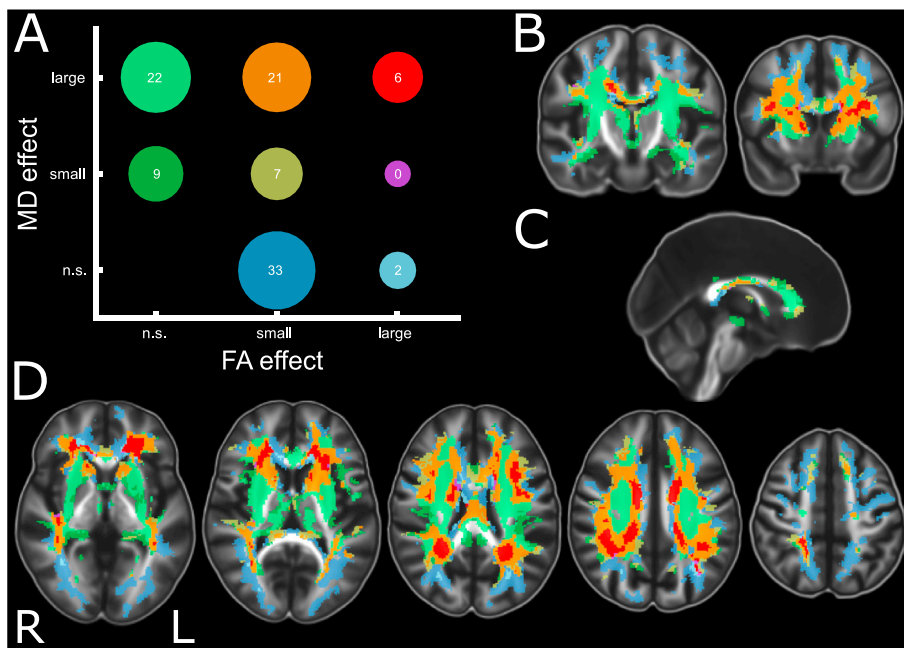 A
MD effect
large
22
21
6
small
9
7
0
n.s.
33
2
n.s.
small
large
FA effect
B
C
D
R
L